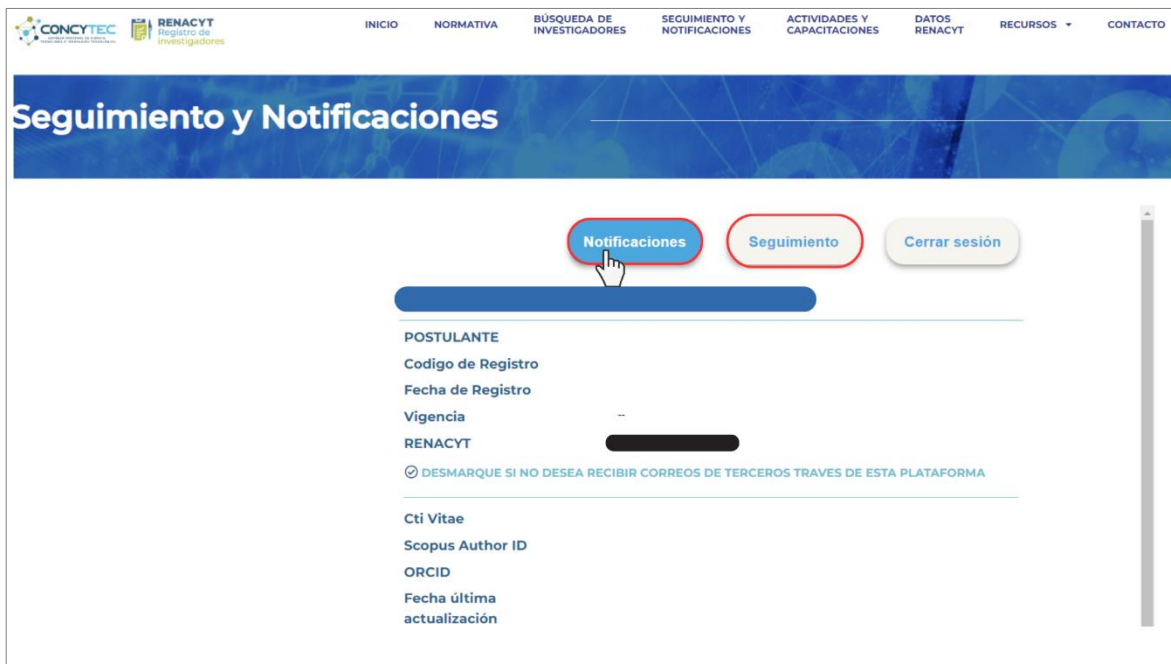 CONCYTEC
RENACYT
Registro de
investigadores
INICIO
NORMATIVA
BÚSQUEDA DE
INVESTIGADORES
SEGUIMIENTO Y
NOTIFICACIONES
ACTIVIDADES Y
CAPACITACIONES
DATOS
RENACYT
RECURSOS
CONTACTO
Seguimiento y Notificaciones
Notificaciones
Seguimiento
Cerrar sesión
POSTULANTE
Codigo de Registro
Fecha de Registro
Vigencia --
RENACYT
DESMARQUE SI NO DESEA RECIBIR CORREOS DE TERCEROS TRAVES DE ESTA PLATAFORMA
Cti Vitae
Scopus Author ID
ORCID
Fecha última
actualización